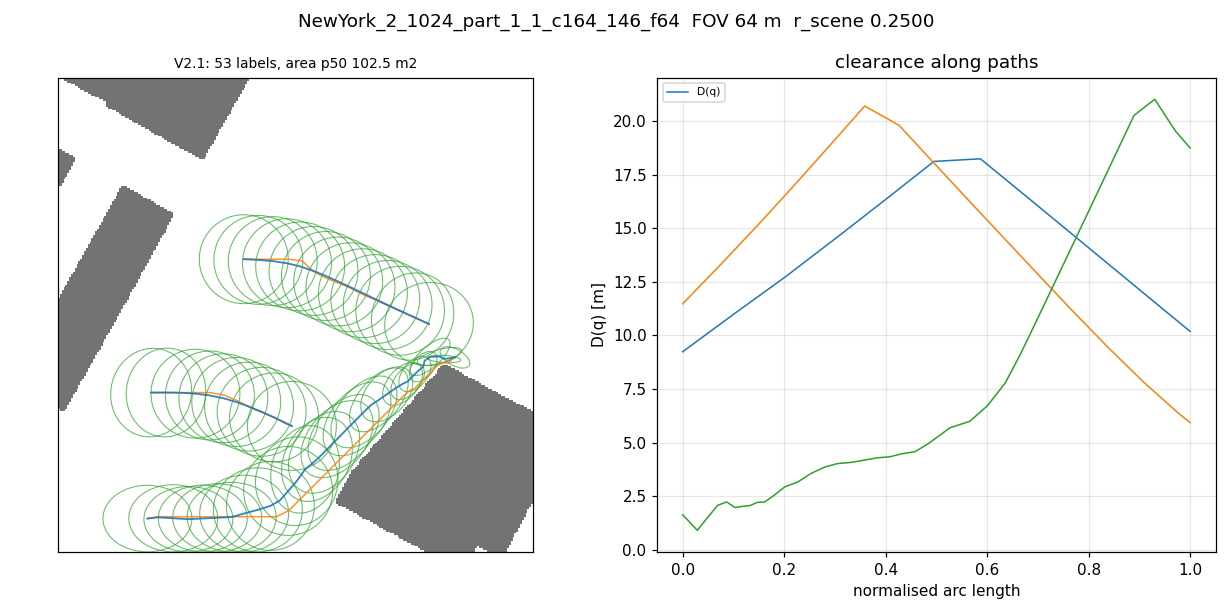 NewYork_2_1024_part_1_1_c164_146_f64  FOV 64 m  r_scene 0.2500
V2.1: 53 labels, area p50 102.5 m2
clearance along paths
D(q)
20.0
17.5
15.0
12.5
10.0
7.5
5.0
2.5
0.0
D(q) [m]
0.0 0.2 0.4 0.6 0.8 1.0
normalised arc length